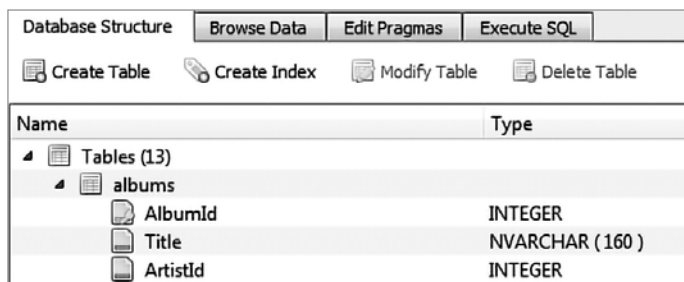 Database Structure Browse Data Edit Pragmas Execute SQL
Create Table Create Index Modify Table Delete Table
Name Type
Tables (13)
albums
AlbumId INTEGER
Title NVARCHAR ( 160 )
ArtistId INTEGER